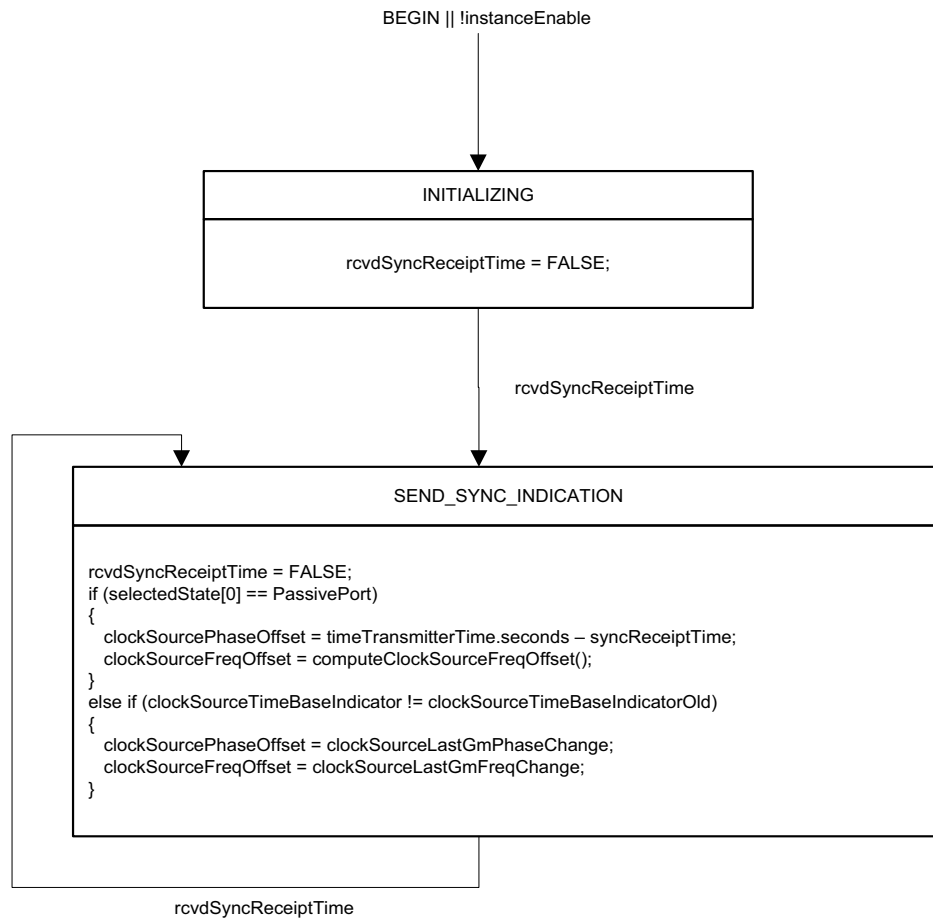 BEGIN || !instanceEnable
INITIALIZING
rcvdSyncReceiptTime = FALSE;
rcvdSyncReceiptTime
SEND_SYNC_INDICATION
rcvdSyncReceiptTime = FALSE;
if (selectedState[0] == PassivePort)
{
clockSourcePhaseOffset = timeTransmitterTime.seconds – syncReceiptTime;
clockSourceFreqOffset = computeClockSourceFreqOffset();
}
else if (clockSourceTimeBaseIndicator != clockSourceTimeBaseIndicatorOld)
{
clockSourcePhaseOffset = clockSourceLastGmPhaseChange;
clockSourceFreqOffset = clockSourceLastGmFreqChange;
}
rcvdSyncReceiptTime